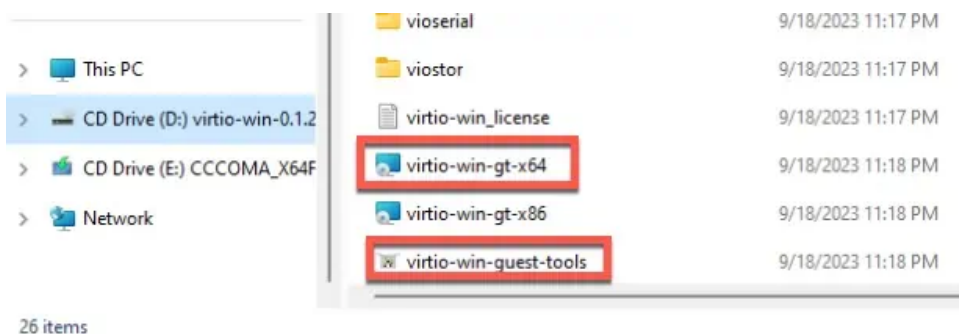 vioserial 9/18/2023 11:17 PM
This PC
viostor 9/18/2023 11:17 PM
CD Drive (D:) virtio-win-0.1.2
virtio-win_license 9/18/2023 11:17 PM
CD Drive (E:) CCCOMA_X64F
virtio-win-gt-x64 9/18/2023 11:18 PM
Network
virtio-win-gt-x86 9/18/2023 11:18 PM
virtio-win-guest-tools 9/18/2023 11:18 PM
26 items